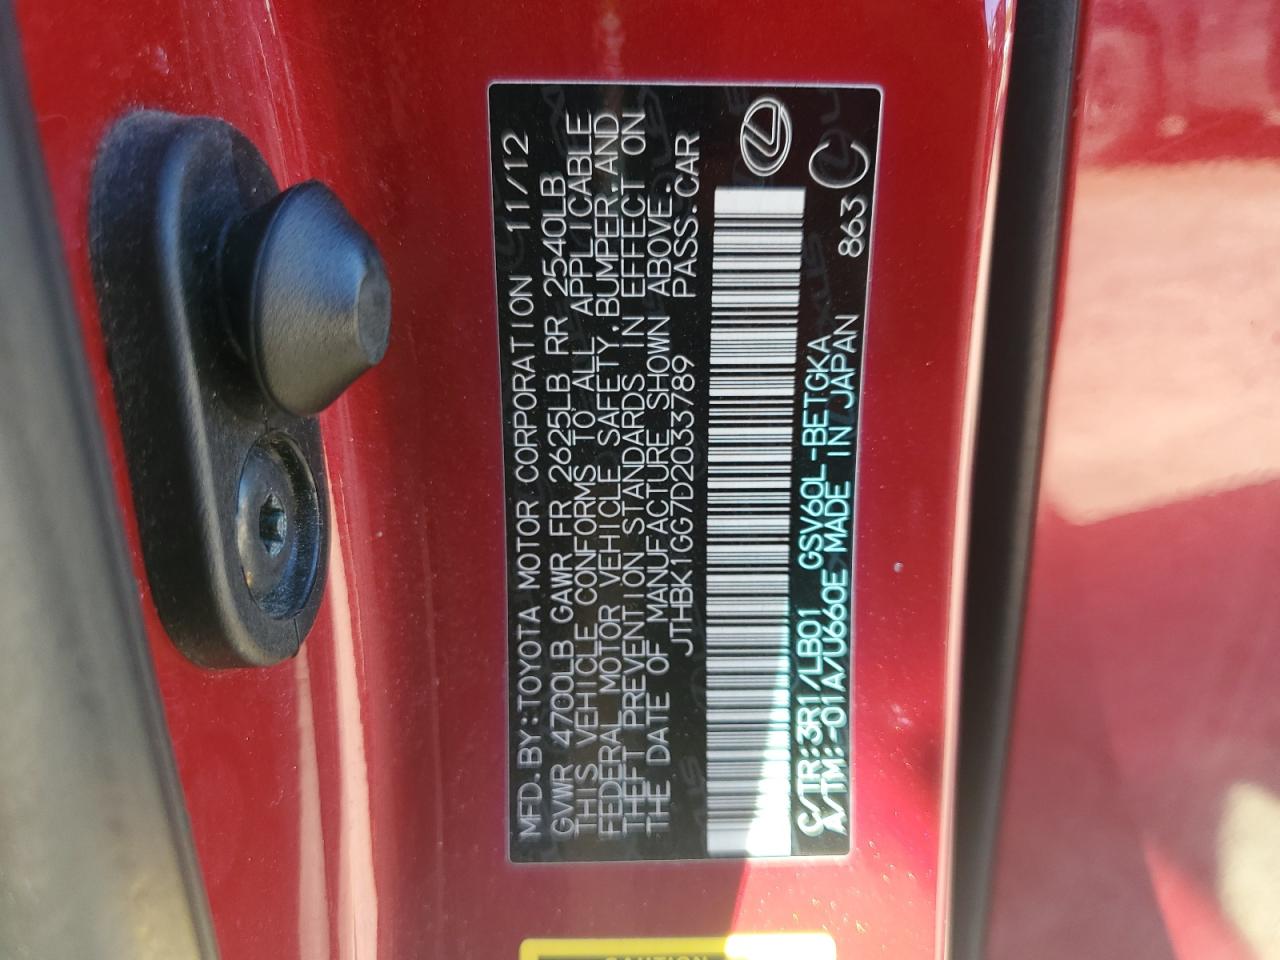 MFD.BY:TOYOTA MOTOR CORPORATION 11/12
GVWR 4700LB GAWR FR 2625LB RR 2540LB
THIS VEHICLE CONFORMS TO ALL APPLICABLE
FEDERAL MOTOR VEHICLE SAFETY,BUMPER,AND
THEFT PREVENTION STANDARDS IN EFFECT ON
THE DATE OF MANUFACTURE SHOWN ABOVE.
JTHBK1GG7D2033789 PASS.CAR
C/TR:3R1/LB01 GSV60L-BETGKA
A/TM:-01A/U660E MADE IN JAPAN 863
CAUTION